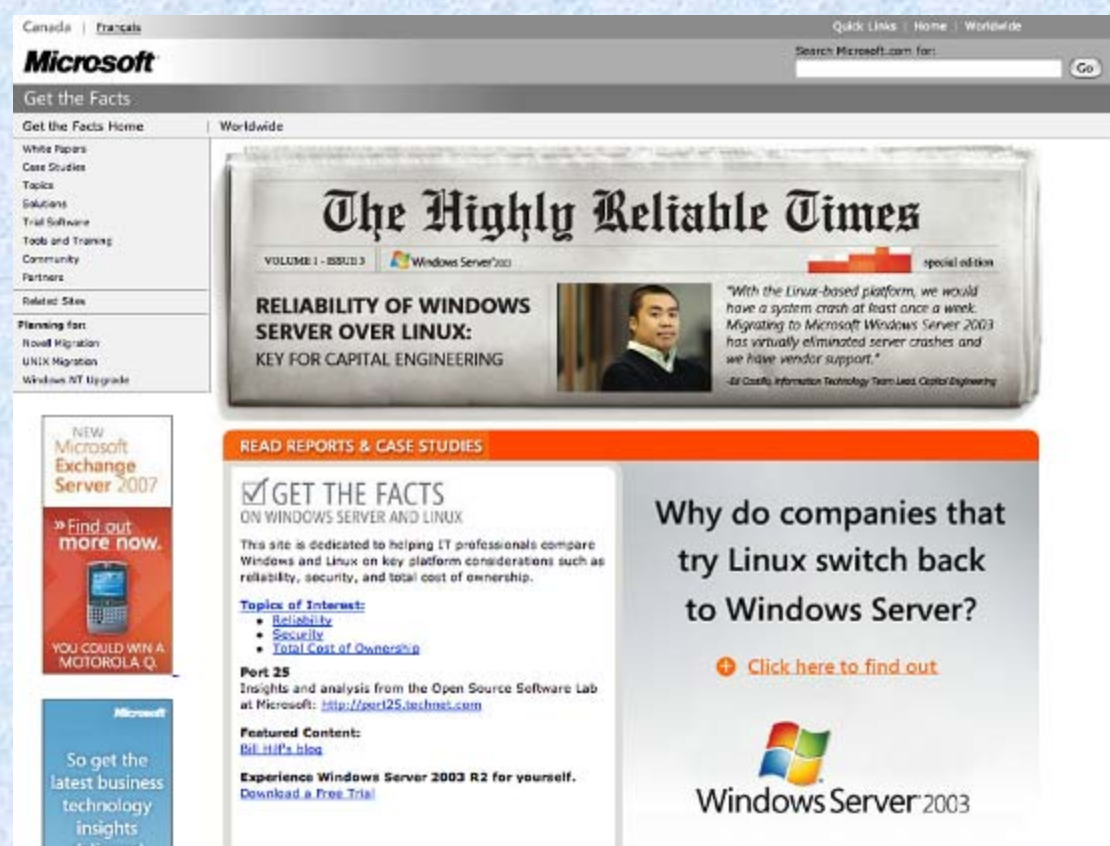 Canada | Français
Quick Links | Home | Worldwide
Microsoft
Search Microsoft.com for:
Go
Get the Facts
Get the Facts Home | Worldwide
White Papers
Case Studies
Topics
Solutions
Trial Software
Tools and Training
Community
Partners
Related Sites
Planning for:
Novell Migration
UNIX Migration
Windows NT Upgrade
The Highly Reliable Times
VOLUME 1 - ISSUE 3
Windows Server 2003
special edition
RELIABILITY OF WINDOWS
SERVER OVER LINUX:
KEY FOR CAPITAL ENGINEERING
"With the Linux-based platform, we would
have a system crash at least once a week.
Migrating to Microsoft Windows Server 2003
has virtually eliminated server crashes and
we have vendor support."
-Ed Castillo, Information Technology Team Lead, Capital Engineering
NEW
Microsoft
Exchange
Server 2007
» Find out
more now.
YOU COULD WIN A
MOTOROLA Q.
Microsoft
So get the
latest business
technology
insights
READ REPORTS & CASE STUDIES
GET THE FACTS
ON WINDOWS SERVER AND LINUX
This site is dedicated to helping IT professionals compare
Windows and Linux on key platform considerations such as
reliability, security, and total cost of ownership.
Topics of Interest:
• Reliability
• Security
• Total Cost of Ownership
Port 25
Insights and analysis from the Open Source Software Lab
at Microsoft: http://port25.technet.com
Featured Content:
Bill Hilf's blog
Experience Windows Server 2003 R2 for yourself.
Download a Free Trial
Why do companies that
try Linux switch back
to Windows Server?
Click here to find out
Windows Server 2003